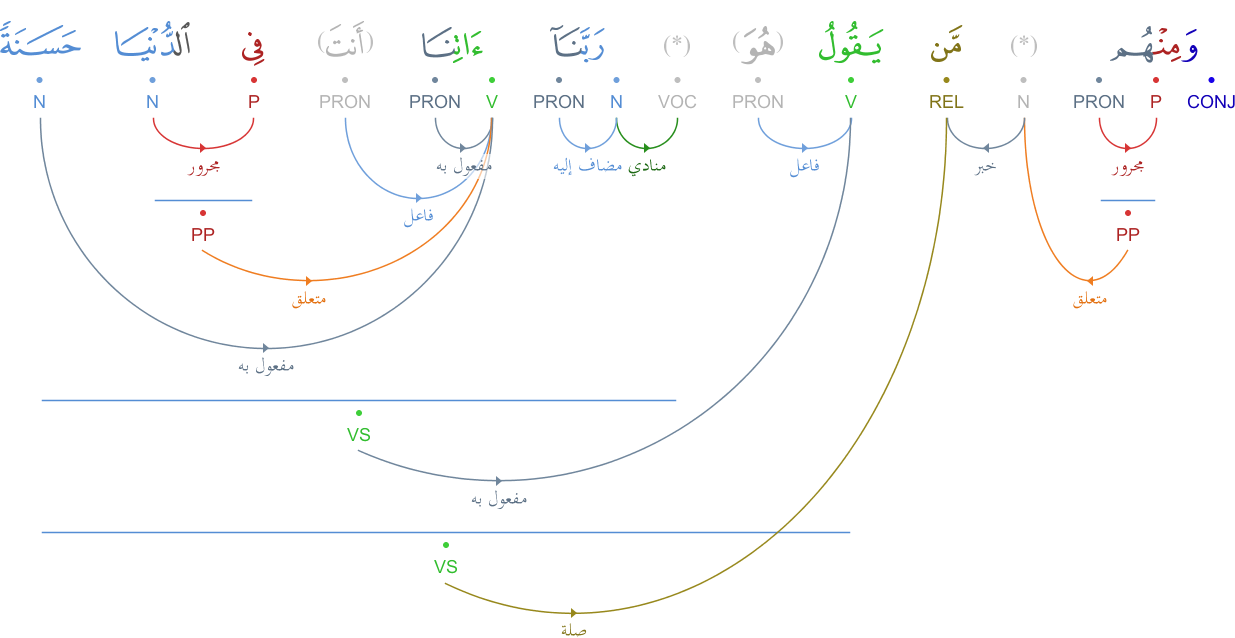 وَمِنْهُم (*) مَّن يَقُولُ (هُوَ) (*) رَبَّنَآ ءَاتِنَا (أَنتَ) فِى ٱلدُّنْيَا حَسَنَةً
CONJ P PRON N REL V PRON VOC N PRON V PRON PRON P N N
مجرور خبر فاعل منادي مضاف إليه مفعول به مجرور
فاعل
PP PP
متعلق متعلق
مفعول به
VS
مفعول به
VS
صلة